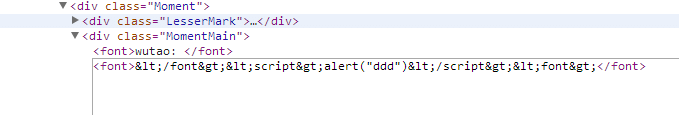 ▼<div class="Moment">
▶<div class="LesserMark">…</div>
▼<div class="MomentMain">
<font>wutao: </font>
<font>&lt;/font&gt;&lt;script&gt;alert("ddd")&lt;/script&gt;&lt;font&gt;</font>